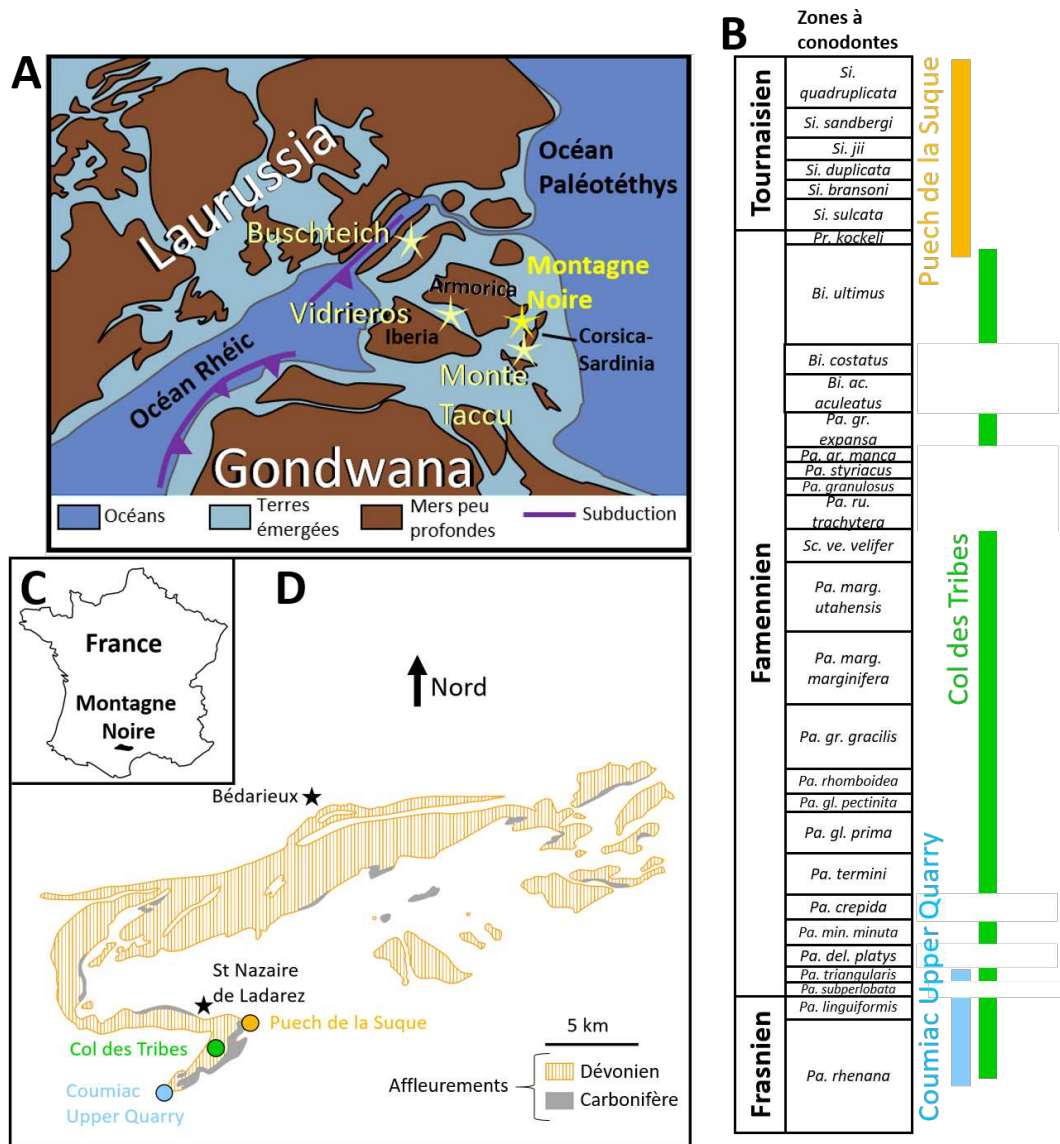 A
Laurussia
Océan
Paléotéthys
Buschteich
Montagne
Noire
Armorica
Vidrieros
Iberia
Corsica-
Sardinia
Océan Rhéic
Monte
Taccu
Gondwana
Océans
Terres
émergées
Mers peu
profondes
Subduction
B
Zones à
conodontes
Tournaisien
Si.
quadruplicata
Si. sandbergi
Si. jii
Si. duplicata
Si. bransoni
Si. sulcata
Famennien
Pr. kockeli
Bi. ultimus
Bi. costatus
Bi. ac.
aculeatus
Pa. gr.
expansa
Pa. gr. manca
Pa. styriacus
Pa. granulosus
Pa. ru.
trachytera
Sc. ve. velifer
Pa. marg.
utahensis
Pa. marg.
marginifera
Pa. gr. gracilis
Pa. rhomboidea
Pa. gl. pectinita
Pa. gl. prima
Pa. termini
Pa. crepida
Pa. min. minuta
Pa. del. platys
Pa. triangularis
Pa. subperlobata
Frasnien
Pa. linguiformis
Pa. rhenana
Puech de la Suque
Col des Tribes
Coumiac Upper Quarry
C
France
Montagne
Noire
D
Nord
Bédarieux
St Nazaire
de Ladarez
Puech de la Suque
Col des Tribes
Coumiac
Upper Quarry
5 km
Affleurements
Dévonien
Carbonifère